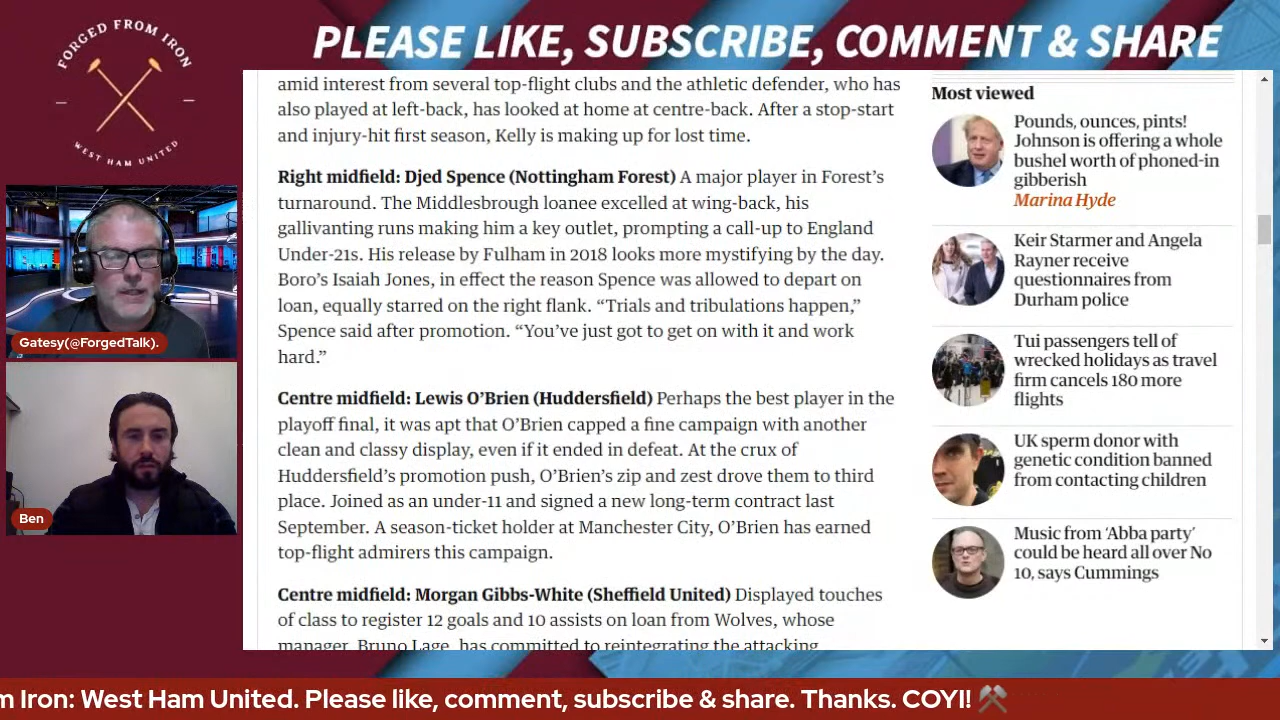 FORGED FROM IRON
WEST HAM UNITED
PLEASE LIKE, SUBSCRIBE, COMMENT & SHARE
Gatesy(@ForgedTalk).
Ben
amid interest from several top-flight clubs and the athletic defender, who has
also played at left-back, has looked at home at centre-back. After a stop-start
and injury-hit first season, Kelly is making up for lost time.
Right midfield: Djed Spence (Nottingham Forest) A major player in Forest’s
turnaround. The Middlesbrough loanee excelled at wing-back, his
gallivanting runs making him a key outlet, prompting a call-up to England
Under-21s. His release by Fulham in 2018 looks more mystifying by the day.
Boro’s Isaiah Jones, in effect the reason Spence was allowed to depart on
loan, equally starred on the right flank. “Trials and tribulations happen,”
Spence said after promotion. “You’ve just got to get on with it and work
hard.”
Centre midfield: Lewis O’Brien (Huddersfield) Perhaps the best player in the
playoff final, it was apt that O’Brien capped a fine campaign with another
clean and classy display, even if it ended in defeat. At the crux of
Huddersfield’s promotion push, O’Brien’s zip and zest drove them to third
place. Joined as an under-11 and signed a new long-term contract last
September. A season-ticket holder at Manchester City, O’Brien has earned
top-flight admirers this campaign.
Centre midfield: Morgan Gibbs-White (Sheffield United) Displayed touches
of class to register 12 goals and 10 assists on loan from Wolves, whose
manager, Bruno Lage, has committed to reintegrating the attacking
Most viewed
Pounds, ounces, pints!
Johnson is offering a whole
bushel worth of phoned-in
gibberish
Marina Hyde
Keir Starmer and Angela
Rayner receive
questionnaires from
Durham police
Tui passengers tell of
wrecked holidays as travel
firm cancels 180 more
flights
UK sperm donor with
genetic condition banned
from contacting children
Music from ‘Abba party’
could be heard all over No
10, says Cummings
m Iron: West Ham United. Please like, comment, subscribe & share. Thanks. COYI! ⚒